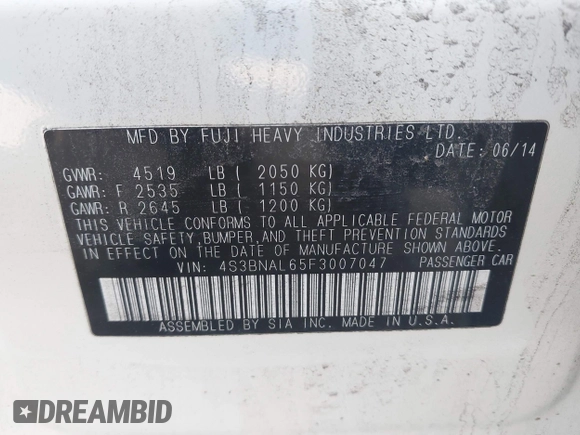 MFD BY FUJI HEAVY INDUSTRIES LTD.
DATE: 06/14
GVWR: 4519 LB ( 2050 KG)
GAWR: F 2535 LB ( 1150 KG)
GAWR: R 2645 LB ( 1200 KG)
THIS VEHICLE CONFORMS TO ALL APPLICABLE FEDERAL MOTOR
VEHICLE SAFETY, BUMPER, AND THEFT PREVENTION STANDARDS
IN EFFECT ON THE DATE OF MANUFACTURE SHOWN ABOVE.
VIN: 4S3BNAL65F3007047 PASSENGER CAR
ASSEMBLED BY SIA INC. MADE IN U.S.A.
DREAMBID